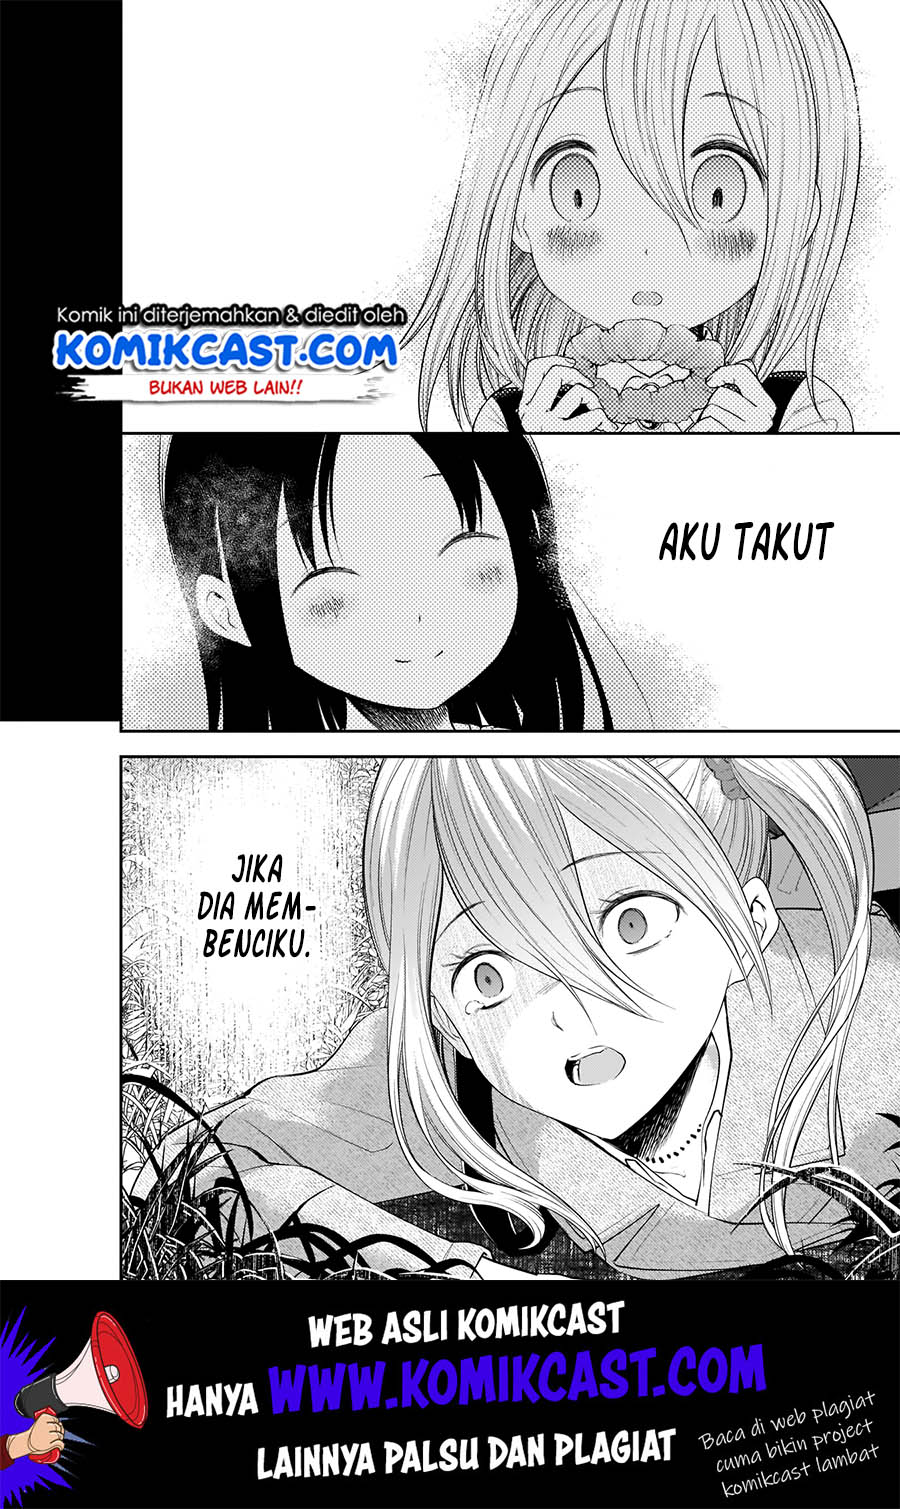 Komik ini diterjemahkan & diedit oleh
KOMIKCAST.COM
BUKAN WEB LAIN!!
AKU TAKUT
JIKA
DIA MEM-
BENCIKU.
WEB ASLI KOMIKCAST
HANYA WWW.KOMIKCAST.COM
LAINNYA PALSU DAN PLAGIAT
Baca di web plagiat
cuma bikin project
komikcast lambat